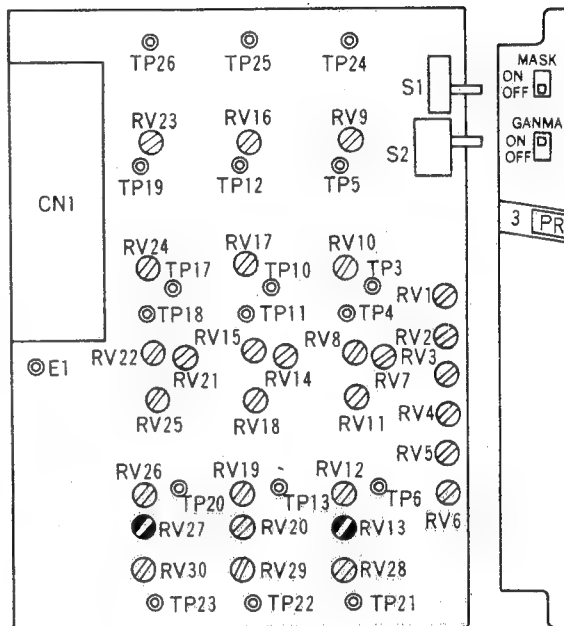 TP26 TP25 TP24
S1
MASK
ON
OFF
RV23 RV16 RV9
GANMA
ON
OFF
S2
TP19 TP12 TP5
CN1
3 PR
RV24 RV17 RV10
TP17 TP10 TP3
RV1
TP18 TP11 TP4
RV15 RV8 RV2
RV22 RV3
E1
RV21 RV14 RV7
RV25 RV18 RV11 RV4
RV5
RV26 RV19 RV12
TP20 TP13 TP6
RV6
RV27 RV20 RV13
RV30 RV29 RV28
TP23 TP22 TP21